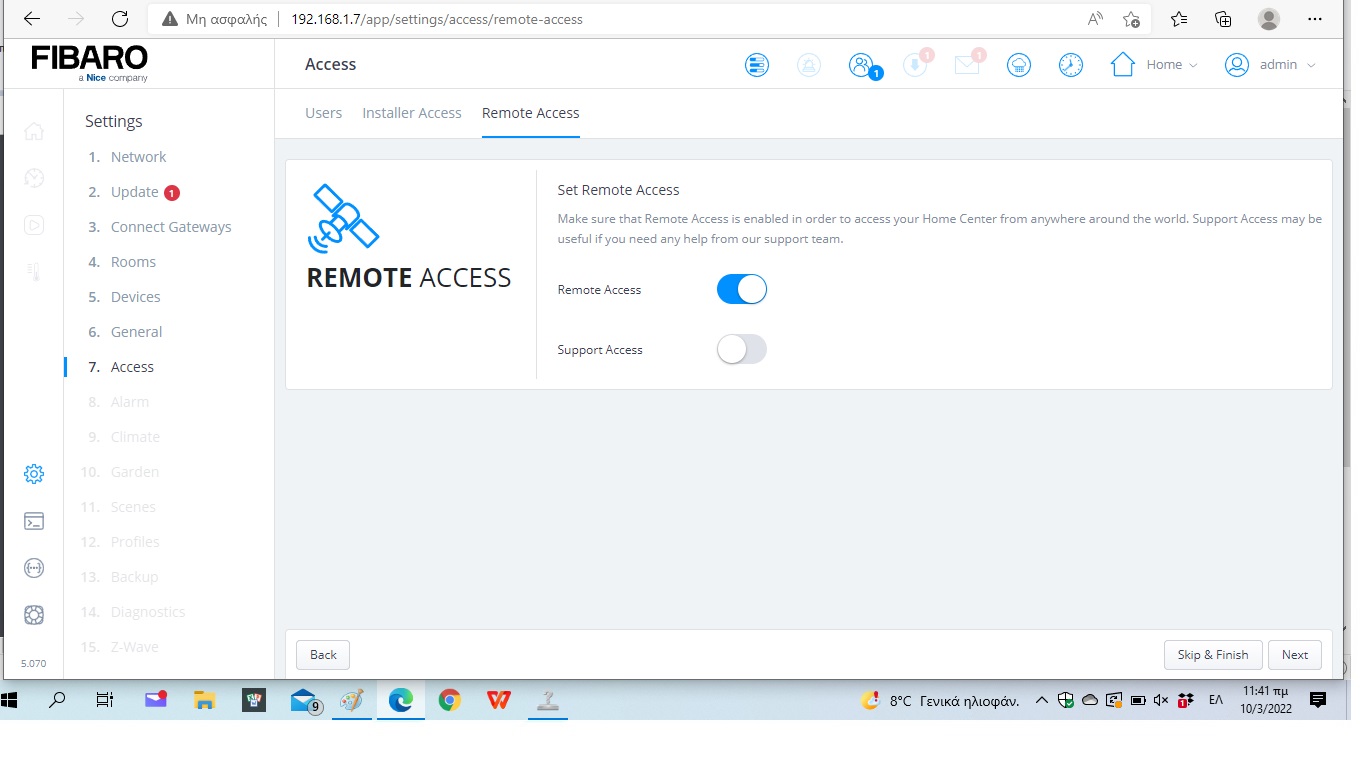 Μη ασφαλής
192.168.1.7/app/settings/access/remote-access
FIBARO
a Nice company
Access
1
1
1
Home
admin
Settings
Users
Installer Access
Remote Access
1. Network
2. Update 1
3. Connect Gateways
4. Rooms
5. Devices
6. General
7. Access
8. Alarm
9. Climate
10. Garden
11. Scenes
12. Profiles
13. Backup
14. Diagnostics
15. Z-Wave
5.070
REMOTE ACCESS
Set Remote Access
Make sure that Remote Access is enabled in order to access your Home Center from anywhere around the world. Support Access may be
useful if you need any help from our support team.
Remote Access
Support Access
Back
Skip & Finish
Next
9
8°C Γενικά ηλιοφάν.
1
ΕΛ
11:41 πμ
10/3/2022